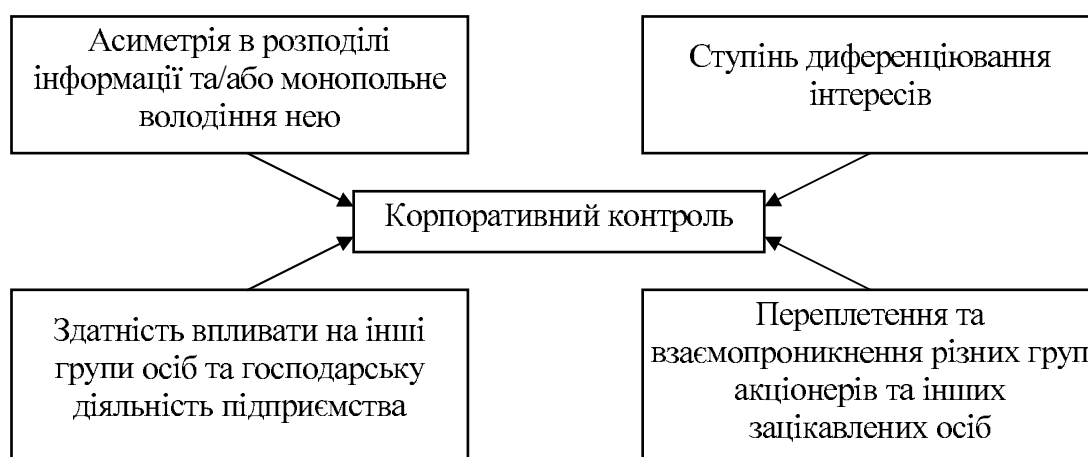 Асиметрія в розподілі
інформації та/або монопольне
володіння нею
Ступінь диференціювання
інтересів
Корпоративний контроль
Здатність впливати на інші
групи осіб та господарську
діяльність підприємства
Переплетення та
взаємопроникнення різних груп
акціонерів та інших
зацікавлених осіб